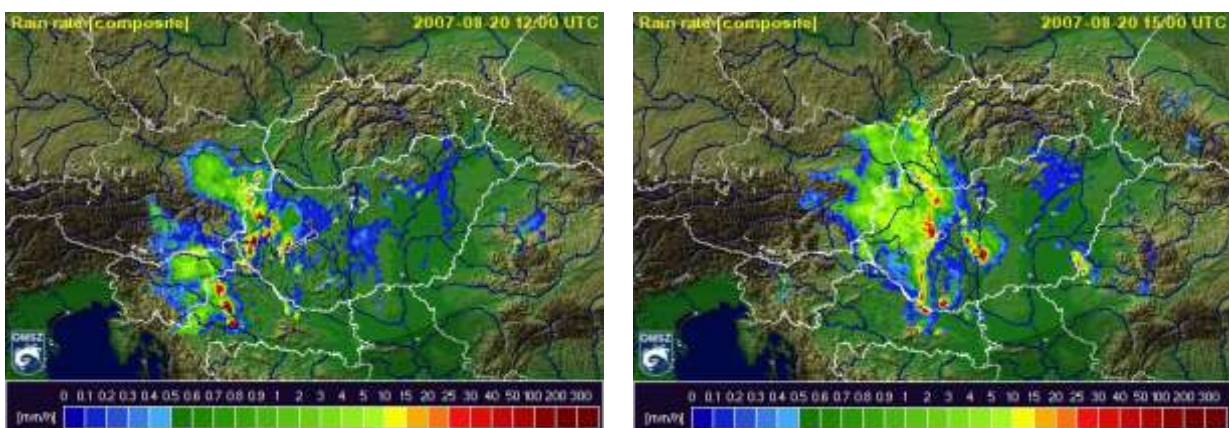 Rain rate [composite] 2007-08-20 12:00 UTC
OMSZ
0 0.1 0.2 0.3 0.4 0.5 0.6 0.7 0.8 0.9 1 2 3 4 5 10 15 20 25 30 40 50 100 200 300
[mm/h]
Rain rate [composite] 2007-08-20 15:00 UTC
OMSZ
0 0.1 0.2 0.3 0.4 0.5 0.6 0.7 0.8 0.9 1 2 3 4 5 10 15 20 25 30 40 50 100 200 300
[mm/h]